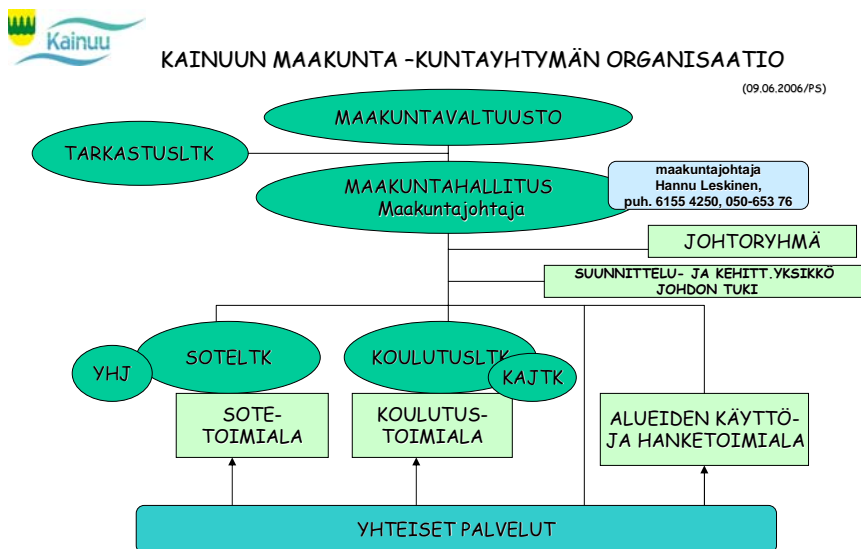 Kainuu
KAINUUN MAAKUNTA -KUNTAYHTYMÄN ORGANISAATIO
(09.06.2006/PS)
MAAKUNTAVALTUUSTO
TARKASTUSLTK
MAAKUNTAHALLITUS
Maakuntajohtaja
maakuntajohtaja
Hannu Leskinen,
puh. 6155 4250, 050-653 76
JOHTORYHMÄ
SUUNNITTELU- JA KEHITT.YKSIKKÖ
JOHDON TUKI
SOTELTK
YHJ
KOULUTUSLTK
KAJTK
SOTE-
TOIMIALA
KOULUTUS-
TOIMIALA
ALUEIDEN KÄYTTÖ-
JA HANKETOIMIALA
YHTEISET PALVELUT